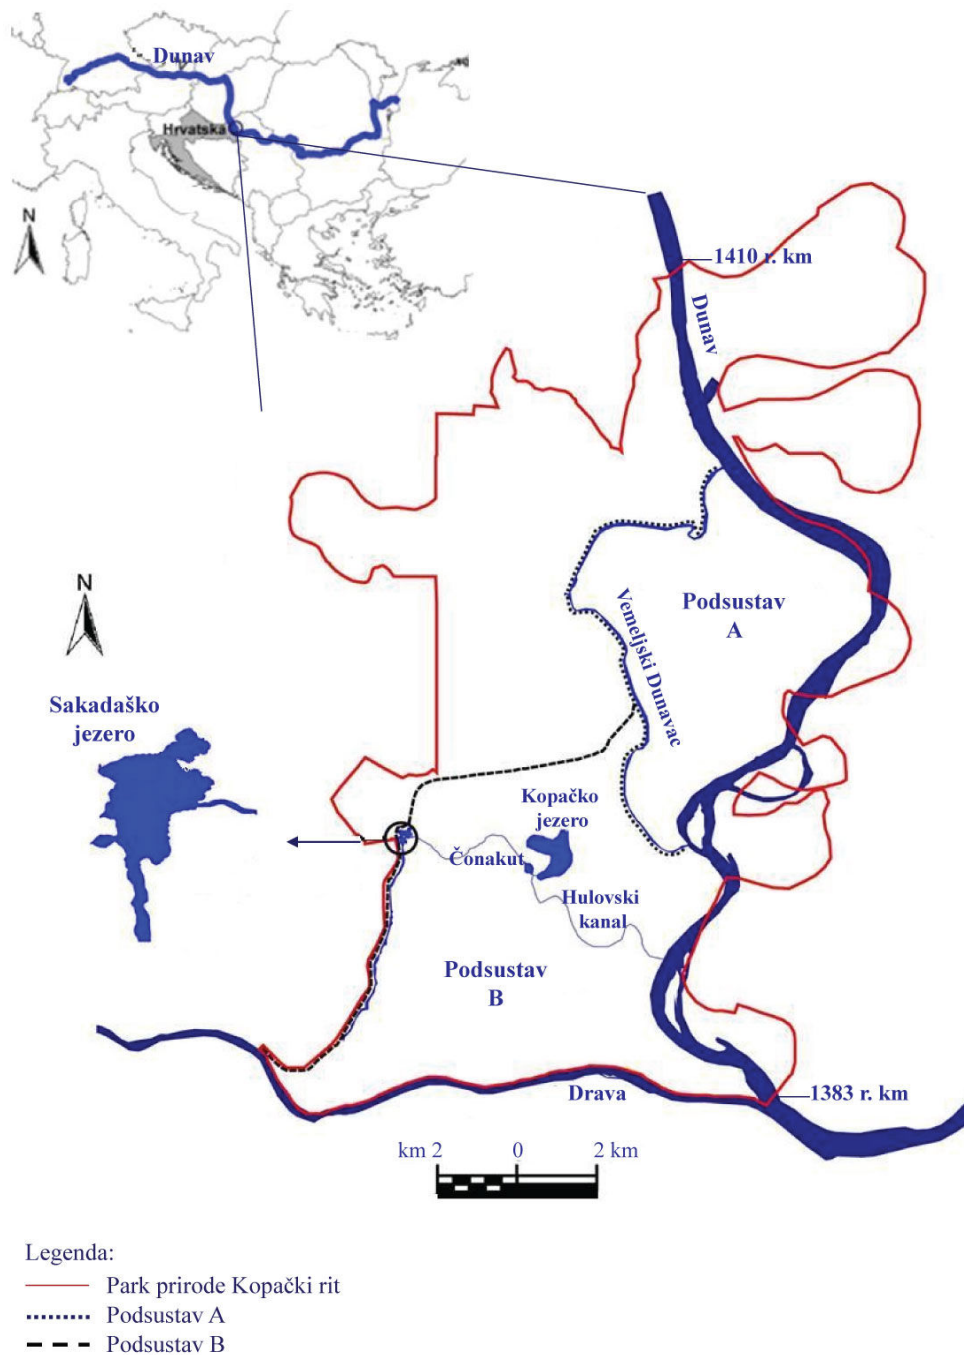 Dunav
Hrvatska
N
1410 r. km
Dunav
N
Podsustav
A
Vemeljski Dunavac
Sakadaško
jezero
Kopačko
jezero
Čonakut
Hulovski
kanal
Podsustav
B
Drava
1383 r. km
km 2 0 2 km
Legenda:
Park prirode Kopački rit
Podsustav A
Podsustav B